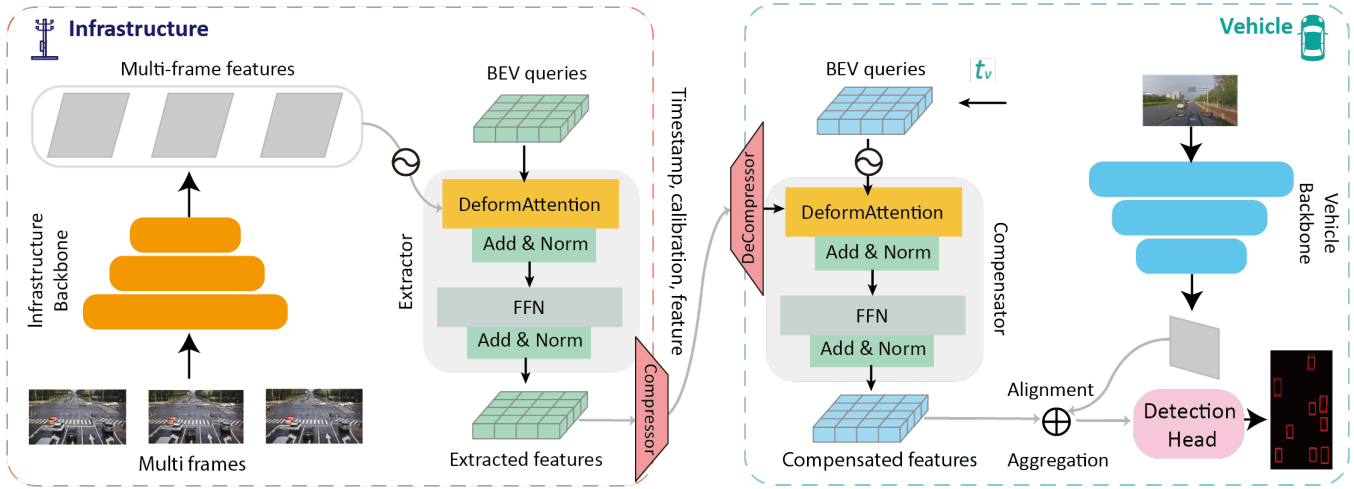 Infrastructure
Multi-frame features
Infrastructure
Backbone
Multi frames
BEV queries
Extractor
DeformAttention
Add & Norm
FFN
Add & Norm
Extracted features
Compressor
Timestamp, calibration, feature
Vehicle
BEV queries
tv
DeCompressor
DeformAttention
Add & Norm
FFN
Add & Norm
Compensator
Compensated features
Vehicle
Backbone
Alignment
Aggregation
Detection
Head